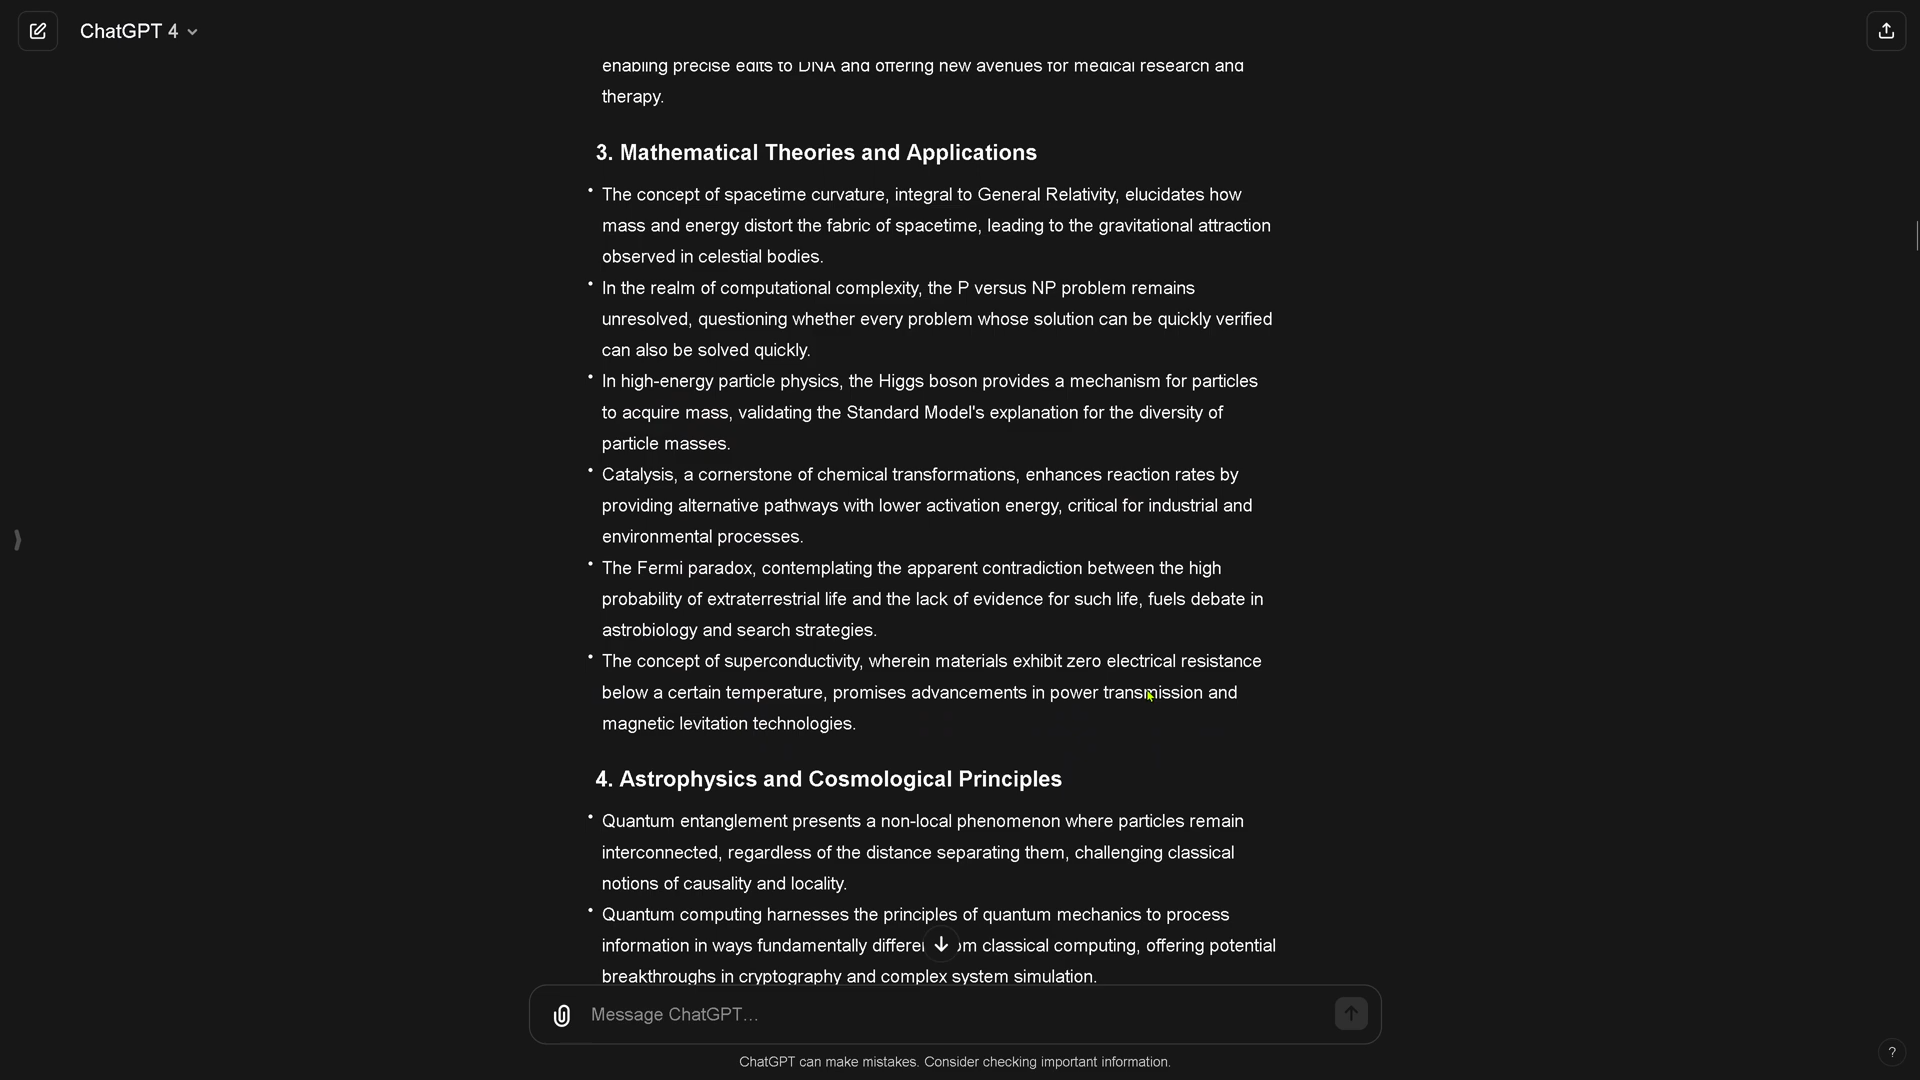 ChatGPT 4
enabling precise edits to DNA and offering new avenues for medical research and
therapy.
3. Mathematical Theories and Applications
• The concept of spacetime curvature, integral to General Relativity, elucidates how
mass and energy distort the fabric of spacetime, leading to the gravitational attraction
observed in celestial bodies.
• In the realm of computational complexity, the P versus NP problem remains
unresolved, questioning whether every problem whose solution can be quickly verified
can also be solved quickly.
• In high-energy particle physics, the Higgs boson provides a mechanism for particles
to acquire mass, validating the Standard Model's explanation for the diversity of
particle masses.
• Catalysis, a cornerstone of chemical transformations, enhances reaction rates by
providing alternative pathways with lower activation energy, critical for industrial and
environmental processes.
• The Fermi paradox, contemplating the apparent contradiction between the high
probability of extraterrestrial life and the lack of evidence for such life, fuels debate in
astrobiology and search strategies.
• The concept of superconductivity, wherein materials exhibit zero electrical resistance
below a certain temperature, promises advancements in power transmission and
magnetic levitation technologies.
4. Astrophysics and Cosmological Principles
• Quantum entanglement presents a non-local phenomenon where particles remain
interconnected, regardless of the distance separating them, challenging classical
notions of causality and locality.
• Quantum computing harnesses the principles of quantum mechanics to process
information in ways fundamentally classical computing, offering potential
breakthroughs in cryptography and complex system simulation.
Message ChatGPT…
ChatGPT can make mistakes. Consider checking important information.
?